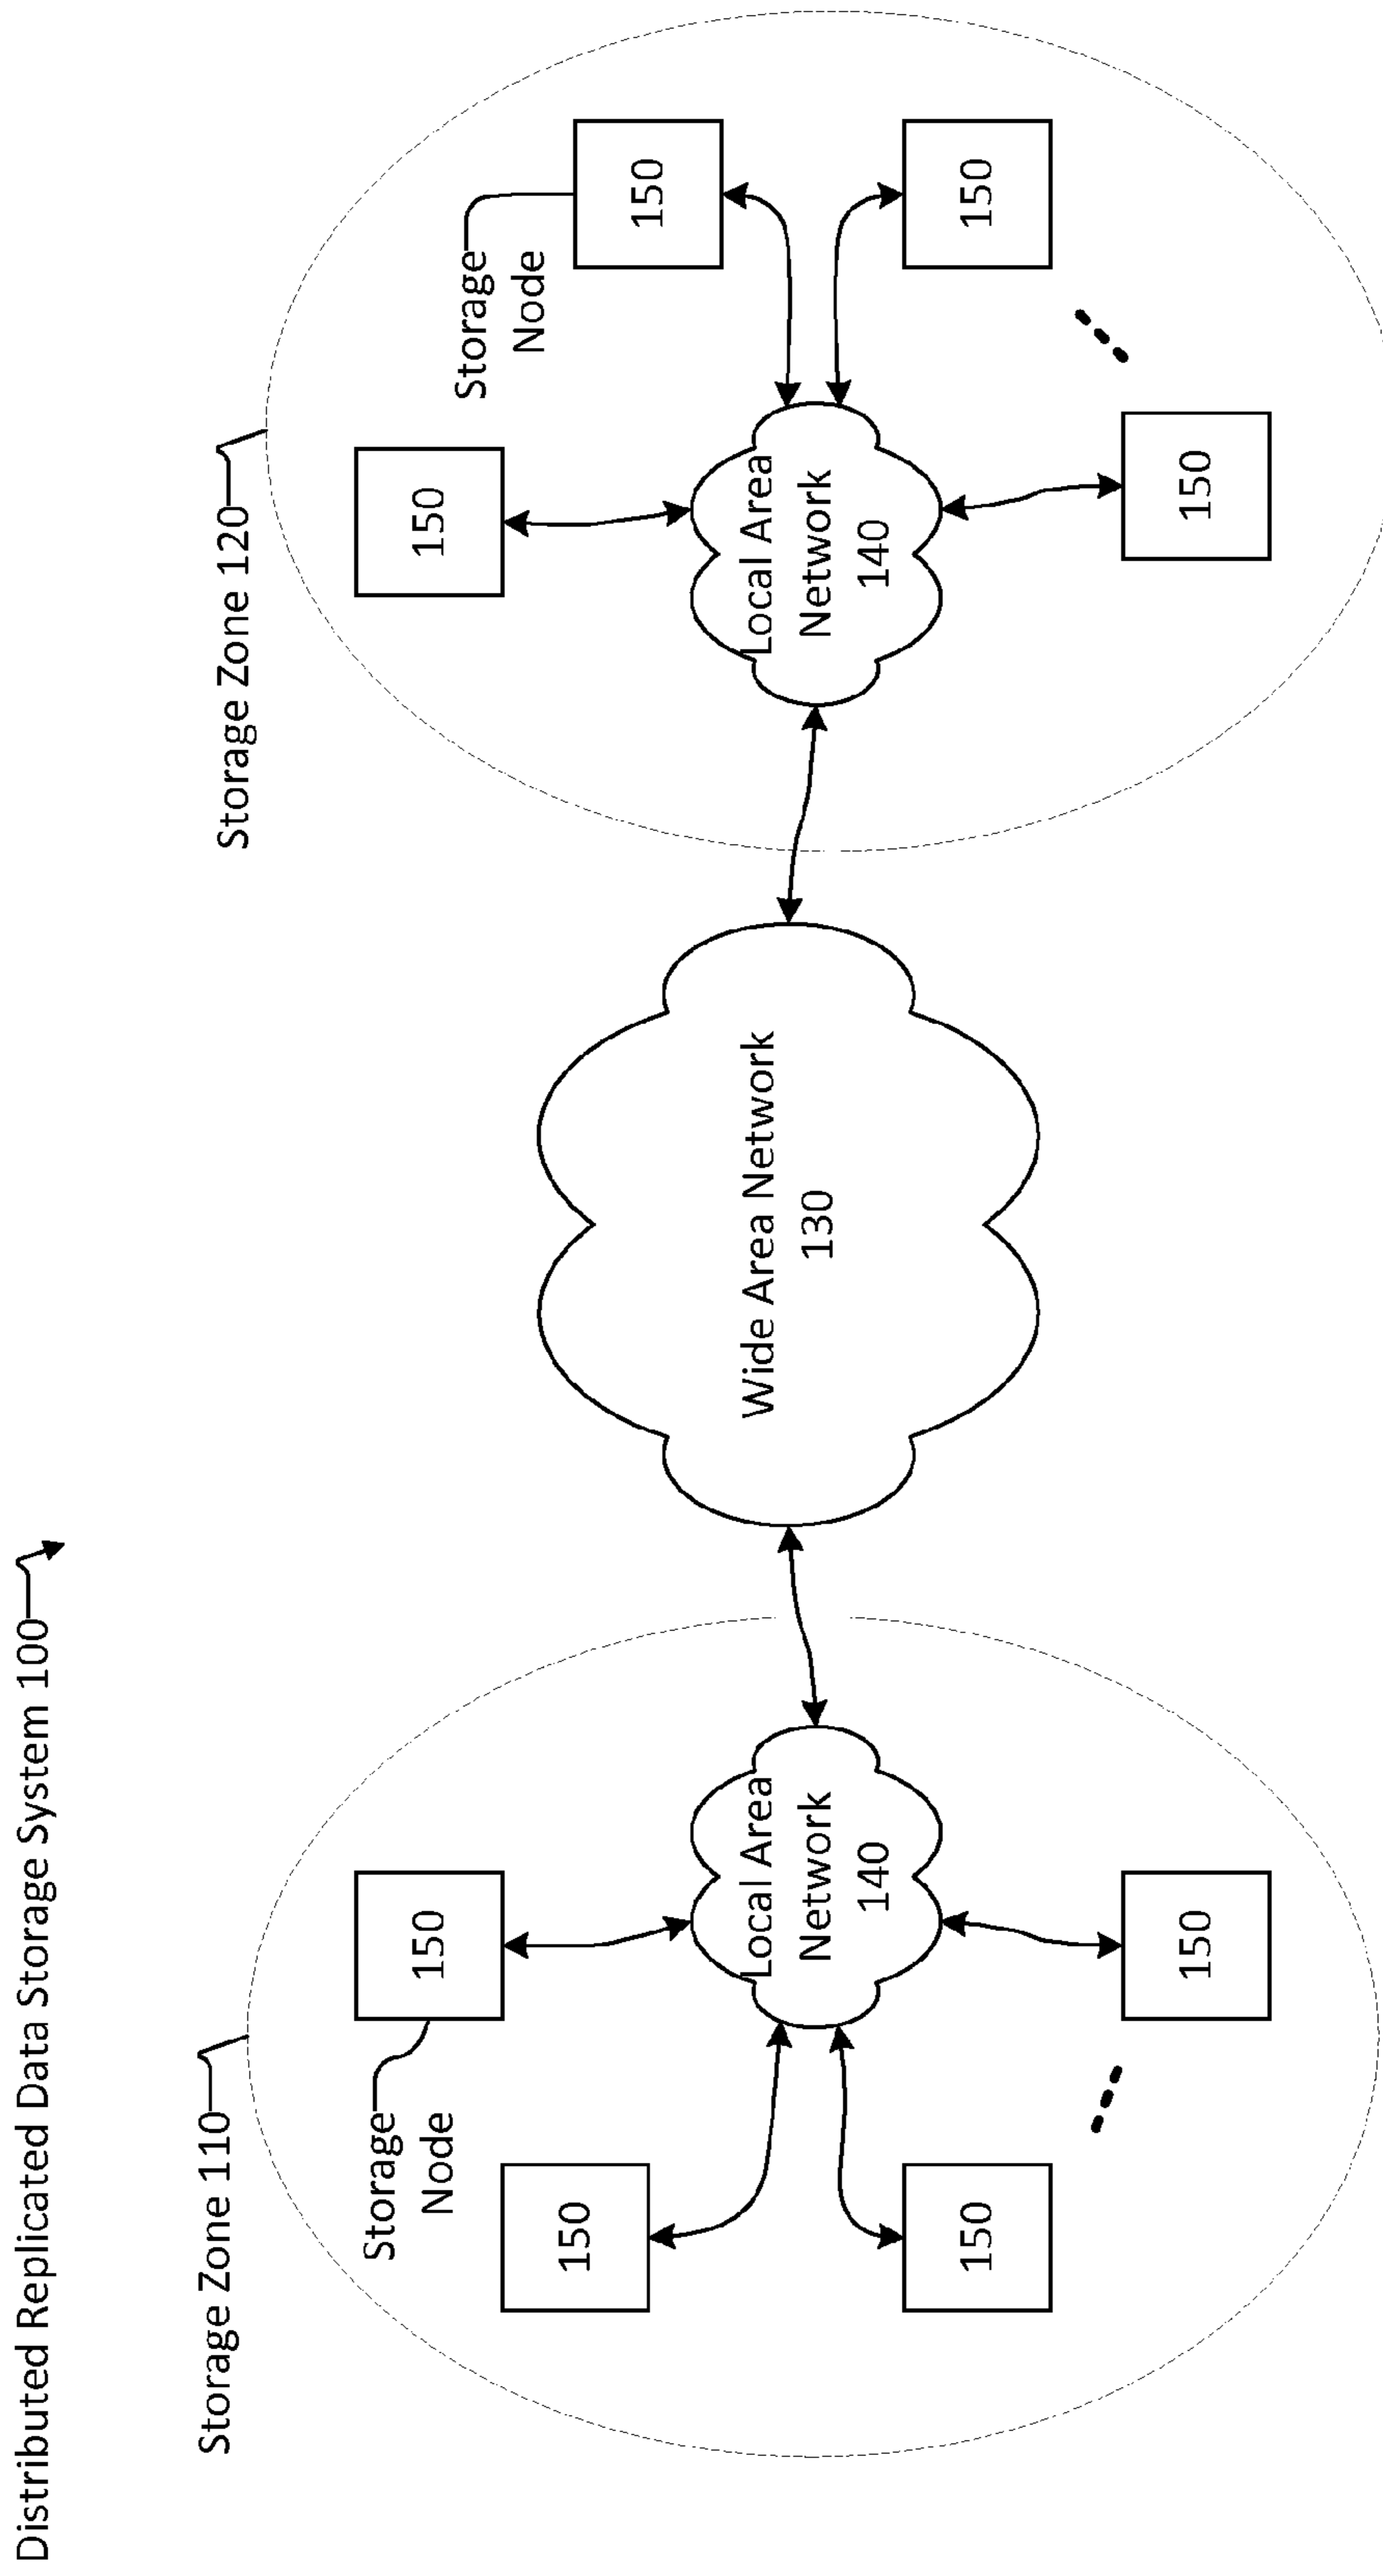 Distributed Replicated Data Storage System 100
Storage Zone 110
Storage Zone 120
Storage
Node
150
150
150
150
Local Area
Network
140
Wide Area Network
130
Local Area
Network
140
Storage
Node
150
150
150
150